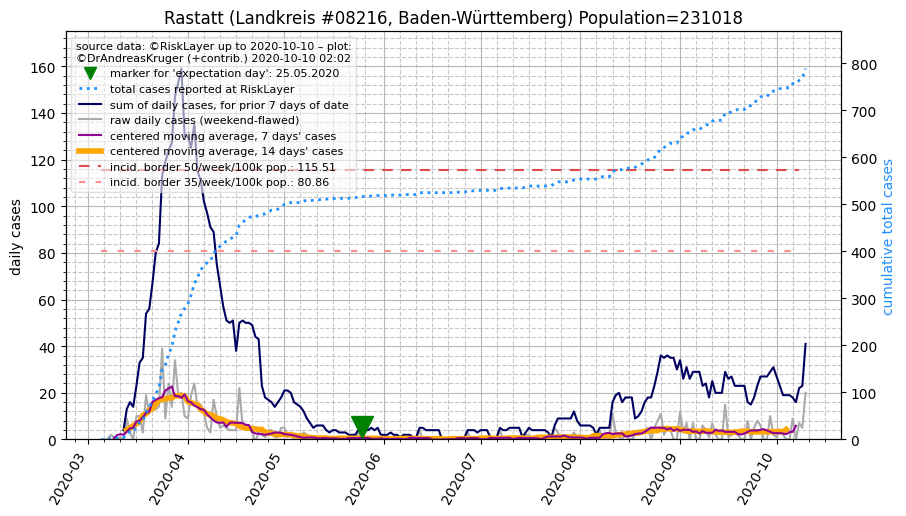 Rastatt (Landkreis #08216, Baden-Württemberg) Population=231018
source data: ©RiskLayer up to 2020-10-10 – plot:
©DrAndreasKruger (+contrib.) 2020-10-10 02:02
marker for 'expectation day': 25.05.2020
total cases reported at RiskLayer
sum of daily cases, for prior 7 days of date
raw daily cases (weekend-flawed)
centered moving average, 7 days' cases
centered moving average, 14 days' cases
incid. border 50/week/100k pop.: 115.51
incid. border 35/week/100k pop.: 80.86
daily cases
160
140
120
100
80
60
40
20
0
cumulative total cases
800
700
600
500
400
300
200
100
0
2020-03
2020-04
2020-05
2020-06
2020-07
2020-08
2020-09
2020-10